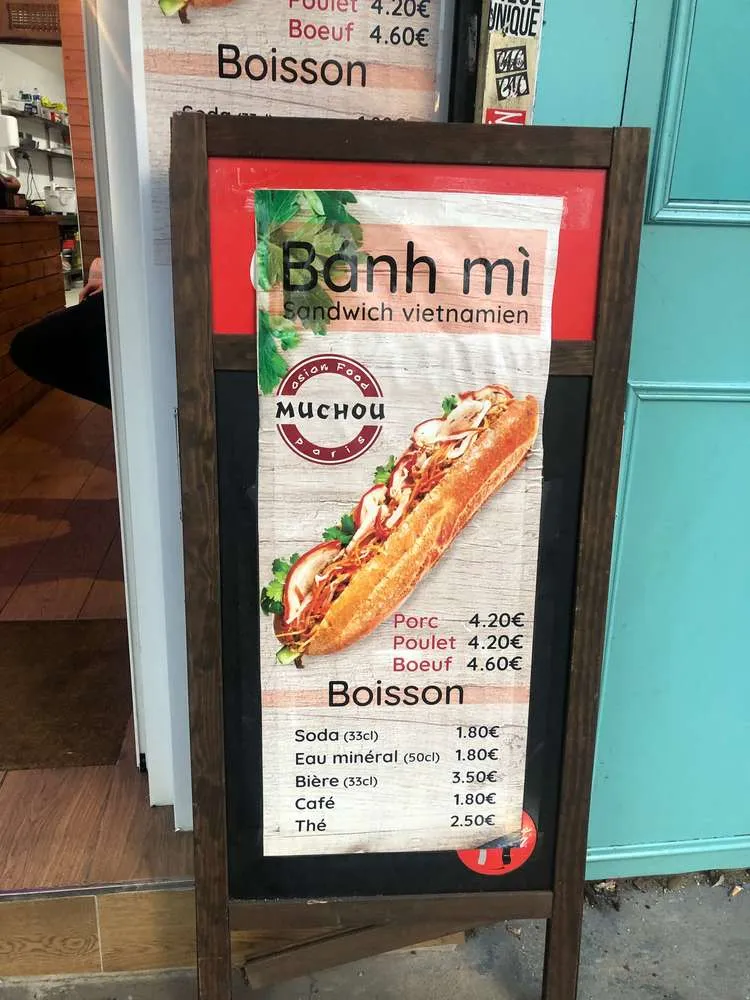 Poulet 4.20€
Boeuf 4.60€
Boisson
UNIQUE
Bánh mì
Sandwich vietnamien
asian Food
MUCHOU
paris
Porc 4.20€
Poulet 4.20€
Boeuf 4.60€
Boisson
Soda (33cl) 1.80€
Eau minéral (50cl) 1.80€
Bière (33cl) 3.50€
Café 1.80€
Thé 2.50€